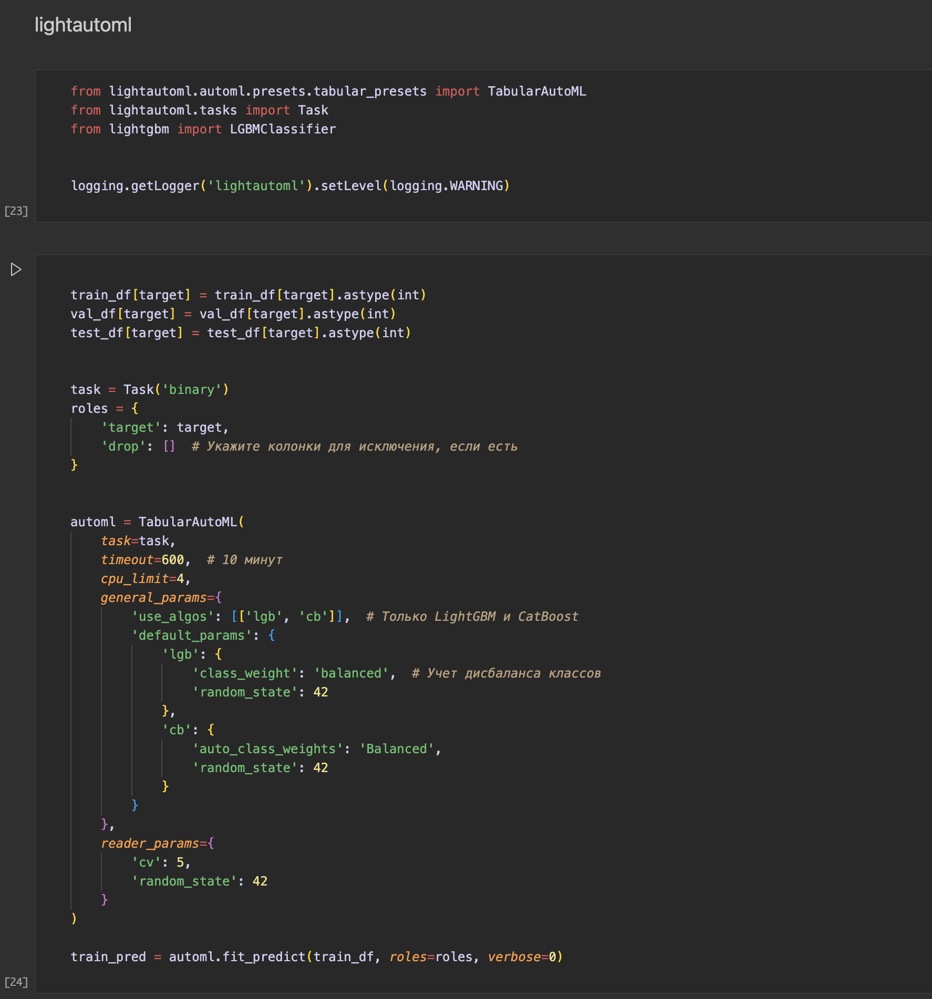 lightautoml
from lightautoml.automl.presets.tabular_presets import TabularAutoML
from lightautoml.tasks import Task
from lightgbm import LGBMClassifier
logging.getLogger('lightautoml').setLevel(logging.WARNING)
[23]
train_df[target] = train_df[target].astype(int)
val_df[target] = val_df[target].astype(int)
test_df[target] = test_df[target].astype(int)
task = Task('binary')
roles = {
    'target': target,
    'drop': []  # Укажите колонки для исключения, если есть
}
automl = TabularAutoML(
    task=task,
    timeout=600,  # 10 минут
    cpu_limit=4,
    general_params={
        'use_algos': [['lgb', 'cb']],  # Только LightGBM и CatBoost
        'default_params': {
            'lgb': {
                'class_weight': 'balanced',  # Учет дисбаланса классов
                'random_state': 42
            },
            'cb': {
                'auto_class_weights': 'Balanced',
                'random_state': 42
            }
        }
    },
    reader_params={
        'cv': 5,
        'random_state': 42
    }
)
train_pred = automl.fit_predict(train_df, roles=roles, verbose=0)
[24]